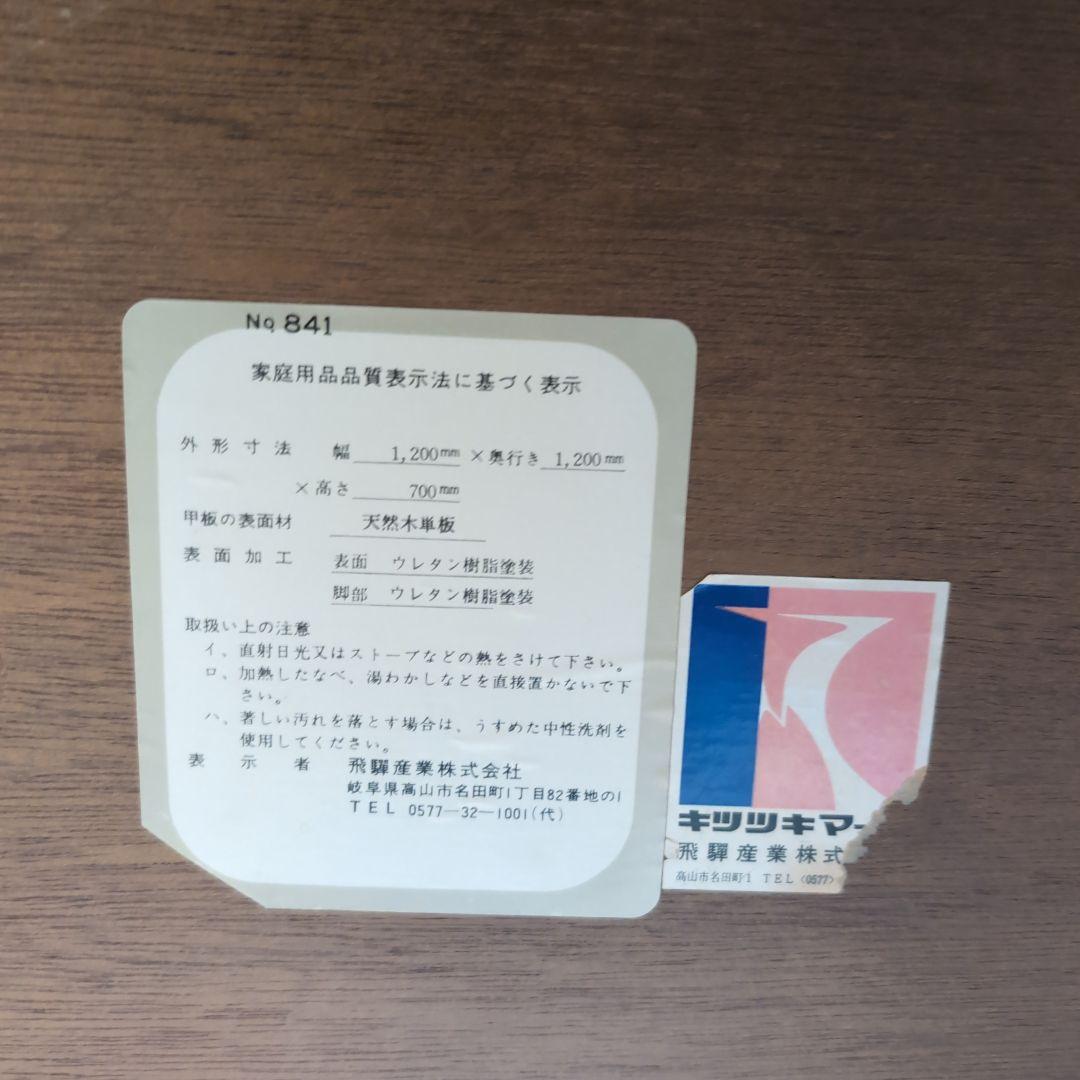 No. 841
家庭用品品質表示法に基づく表示
外形寸法 幅 1,200mm ×奥行き 1,200mm
×高さ 700mm
甲板の表面材 天然木単板
表面加工 表面 ウレタン樹脂塗装
脚部 ウレタン樹脂塗装
取扱い上の注意
イ、直射日光又はストーブなどの熱をさけて下さい。
ロ、加熱したなべ、湯わかしなどを直接置かないで下
さい。
ハ、著しい汚れを落とす場合は、うすめた中性洗剤を
使用してください。
表示者 飛驒産業株式会社
岐阜県高山市名田町1丁目82番地の1
TEL 0577―32―1001(代)
キツツキマー
飛驒産業株式
高山市名田町1 TEL〈0577〉